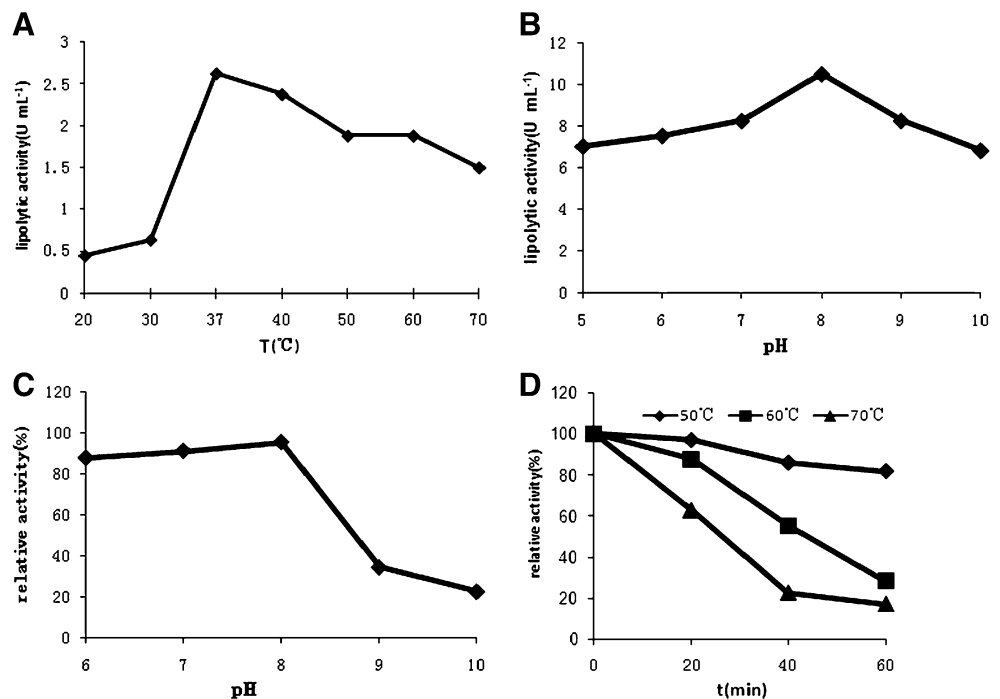 A
lipolytic activity(U mL-1)
3
2.5
2
1.5
1
0.5
0
20 30 37 40 50 60 70
T(℃)
B
lipolytic activity(U mL-1)
12
10
8
6
4
2
0
5 6 7 8 9 10
pH
C
relative activity(%)
120
100
80
60
40
20
0
6 7 8 9 10
pH
D
relative activity(%)
120
100
80
60
40
20
0
50℃ 60℃ 70℃
0 20 40 60
t(min)